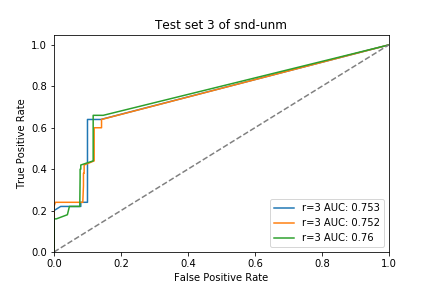 Test set 3 of snd-unm
True Positive Rate
1.0
0.8
0.6
0.4
0.2
0.0
r=3 AUC: 0.753
r=3 AUC: 0.752
r=3 AUC: 0.76
0.0 0.2 0.4 0.6 0.8 1.0
False Positive Rate